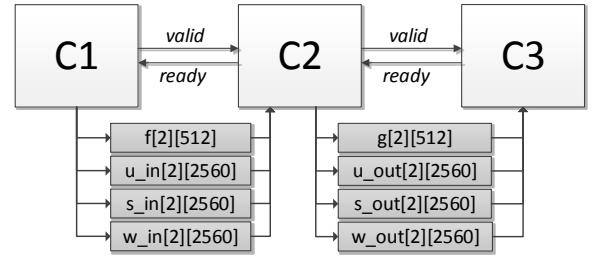 C1
valid
ready
C2
valid
ready
C3
f[2][512]
u_in[2][2560]
s_in[2][2560]
w_in[2][2560]
g[2][512]
u_out[2][2560]
s_out[2][2560]
w_out[2][2560]